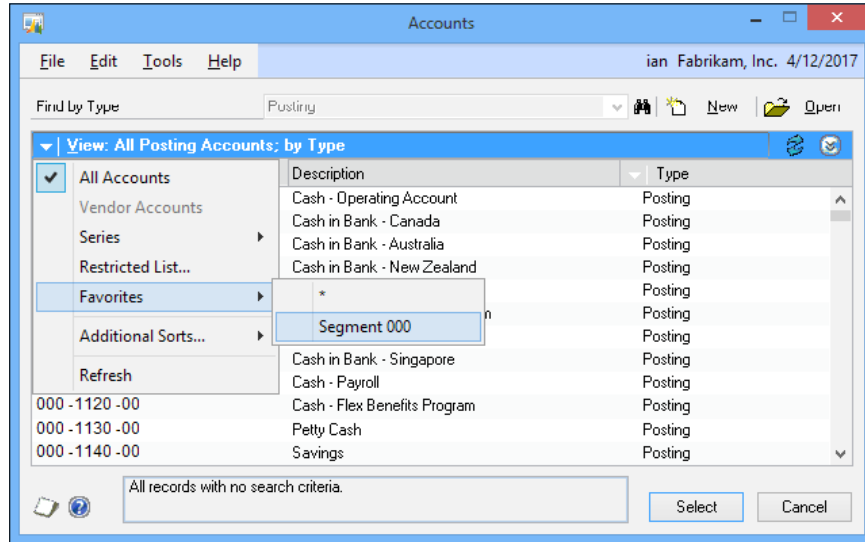 Accounts
File Edit Tools Help ian Fabrikam, Inc. 4/12/2017
Find by Type Posting New Open
View: All Posting Accounts; by Type
All Accounts
Description Type
Vendor Accounts
Cash - Operating Account Posting
Cash in Bank - Canada Posting
Series
Cash in Bank - Australia Posting
Restricted List...
Cash in Bank - New Zealand Posting
Favorites
* Posting
Segment 000
Posting
Additional Sorts...
Posting
Cash in Bank - Singapore Posting
Refresh
Cash - Payroll Posting
000 -1120 -00 Cash - Flex Benefits Program Posting
000 -1130 -00 Petty Cash Posting
000 -1140 -00 Savings Posting
All records with no search criteria.
Select Cancel